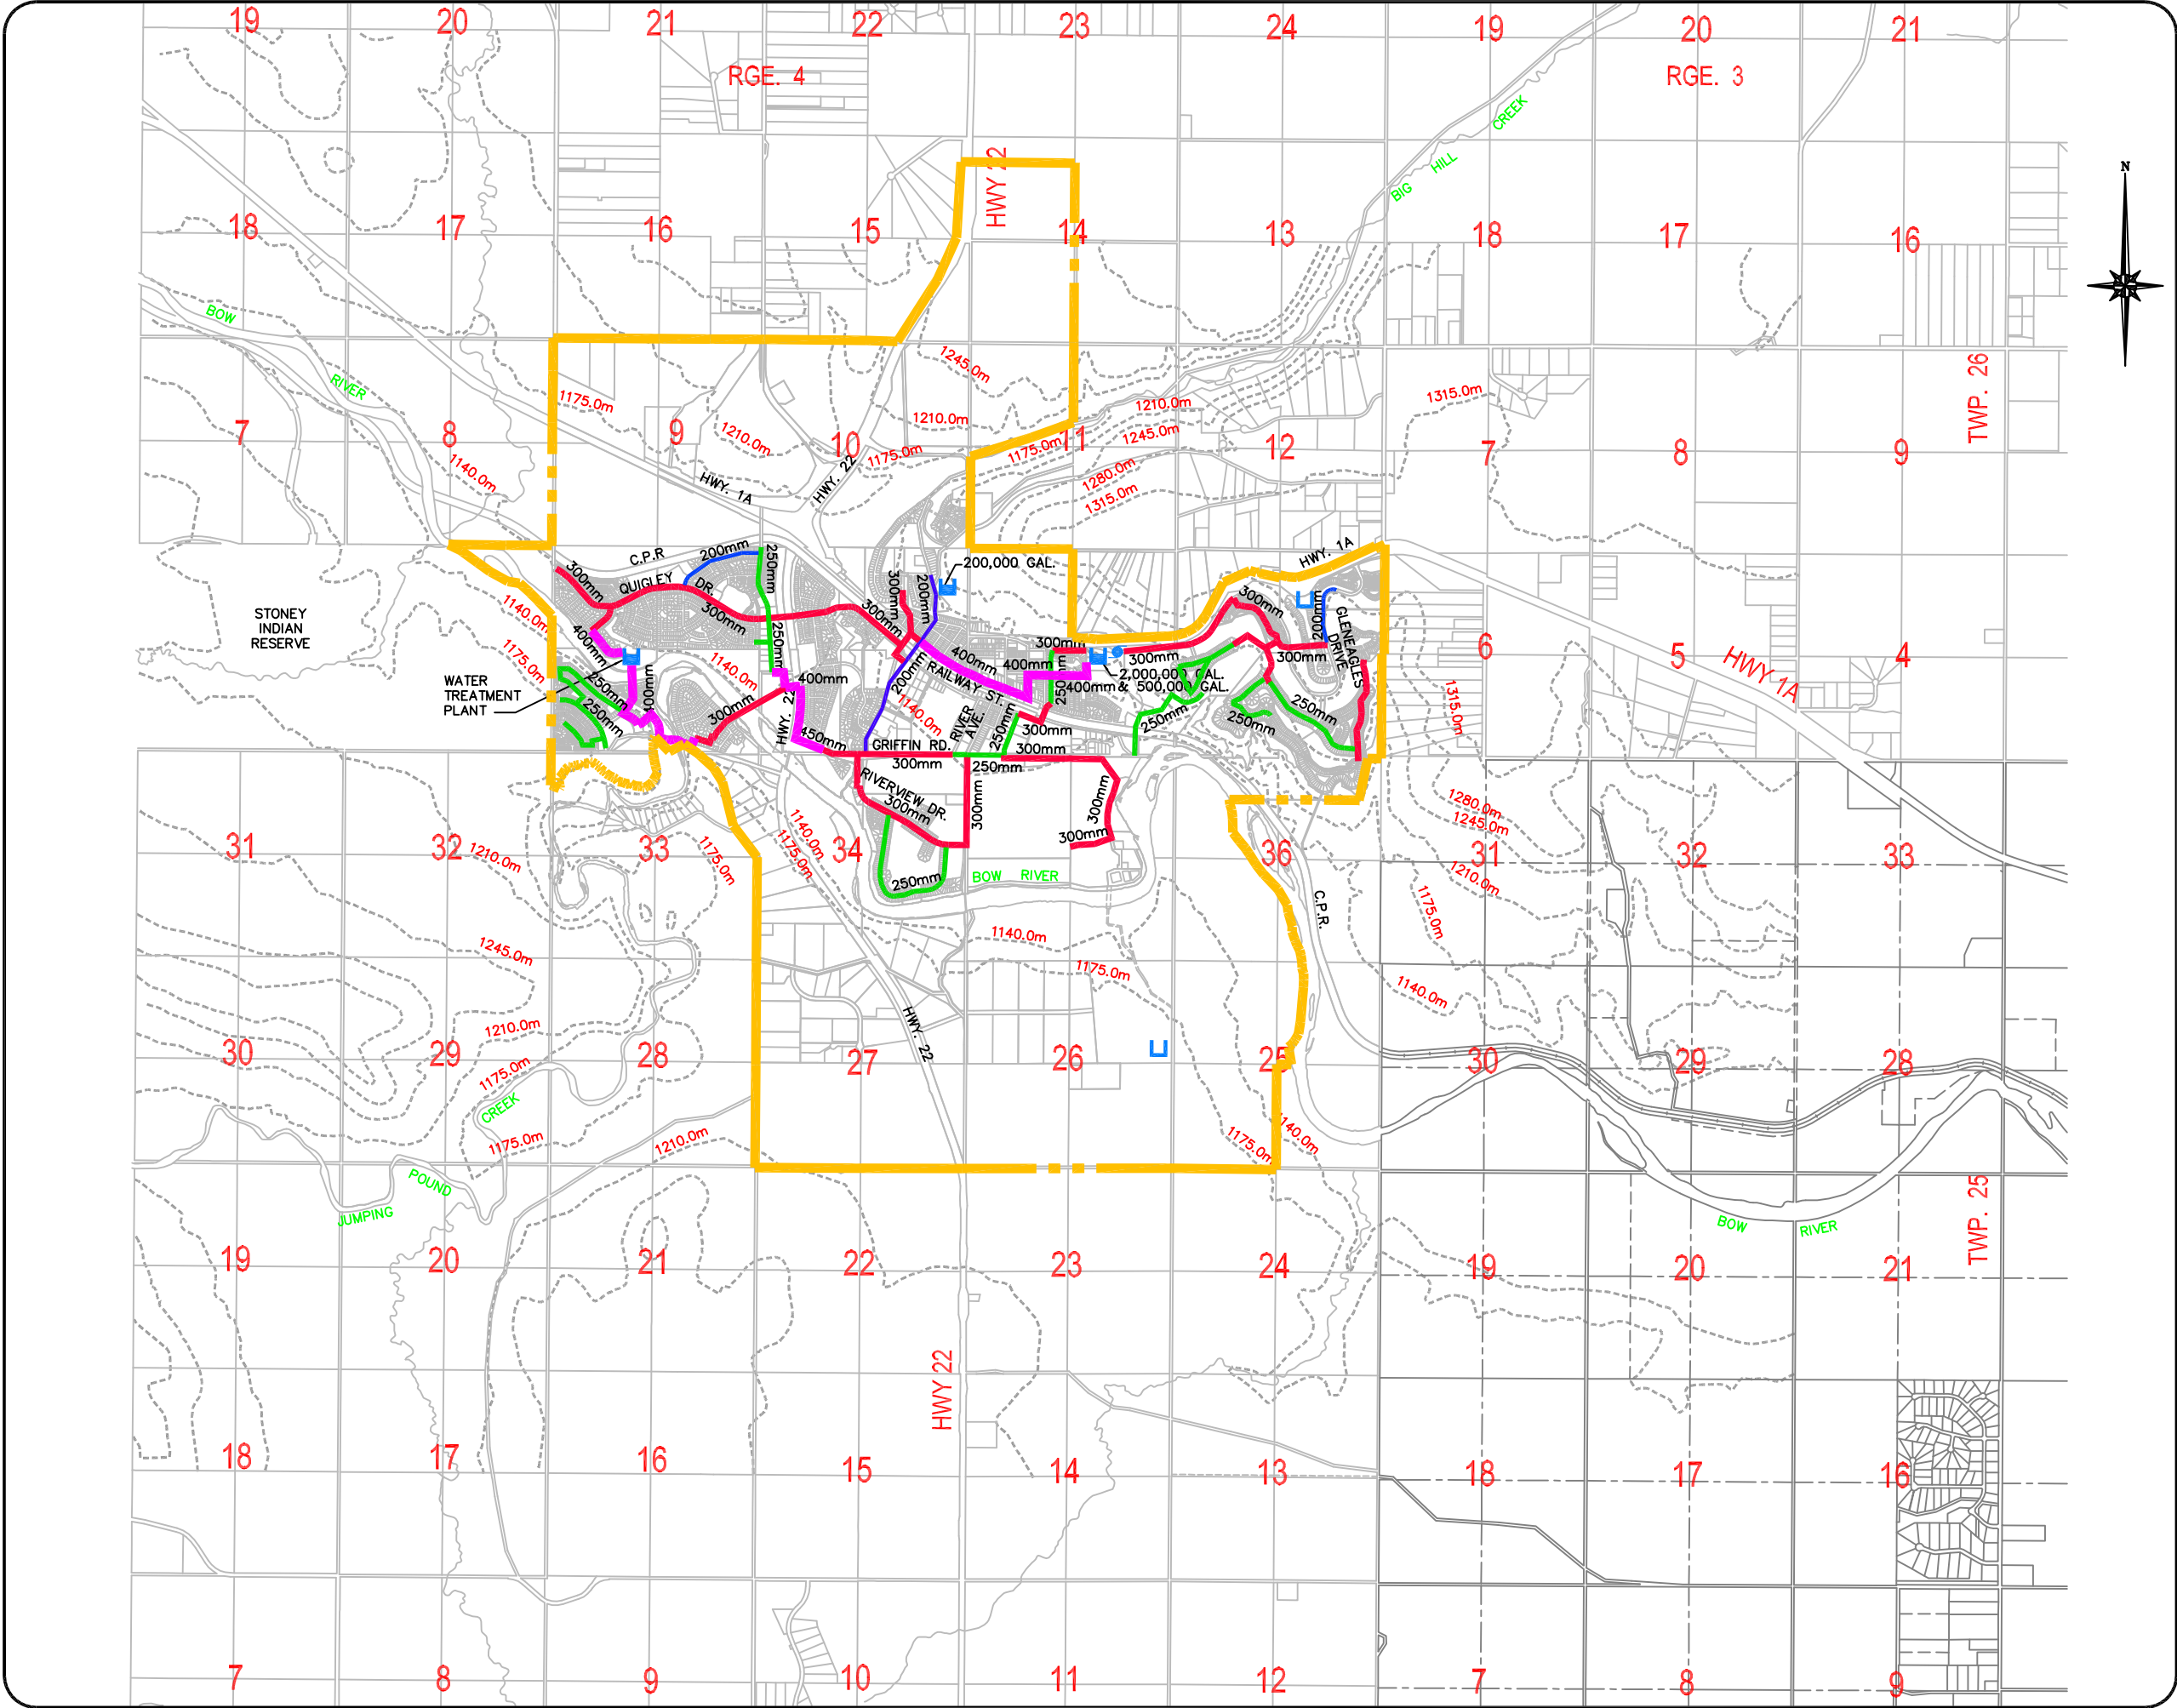 19 20 21 22 23 24 19 20 21
RGE. 4 RGE. 3
CREEK
HILL
BIG
N
HWY 22
18 17 16 15 14 13 18 17 16
BOW
RIVER
1245.0m
1175.0m
1210.0m
1210.0m
1315.0m
TWP. 26
7 8 9 10 11 12 7 8 9
1210.0m
1245.0m
1175.0m
1175.0m
1140.0m
1280.0m
1315.0m
HWY. 1A
HWY. 22
C.P.R
200mm
250mm
HWY. 1A
300mm
QUIGLEY
DR.
300mm
300mm
300mm
200mm
200,000 GAL.
300mm
200mm
GLENEAGLES
DRIVE
STONEY
INDIAN
RESERVE
1140.0m
1175.0m
400mm
250mm
300mm
300mm
300mm
6 5 4
HWY 1A
WATER
TREATMENT
PLANT
250mm
250mm
400mm
1140.0m
400mm
300mm
HWY. 22
450mm
200mm
400mm
RAILWAY ST.
400mm
400mm
250mm
2,000,000 GAL.
& 500,000 GAL.
1140.0m
RIVER
AVE.
250mm
300mm
250mm
250mm
250mm
1315.0m
GRIFFIN RD.
300mm
300mm
250mm
RIVERVIEW DR.
300mm
300mm
300mm
300mm
1140.0m
1175.0m
1175.0m
1280.0m
1245.0m
31 32 33 34 36 31 32 33
1210.0m
1210.0m
250mm
BOW RIVER
C.P.R.
1175.0m
1245.0m
1140.0m
1175.0m
1140.0m
1210.0m
HWY. 22
30 29 28 27 26 25 30 29 28
1175.0m
CREEK
1175.0m
1210.0m
1175.0m
1140.0m
POUND
JUMPING
BOW
RIVER
TWP. 25
19 20 21 22 23 24 19 20 21
HWY 22
18 17 16 15 14 13 18 17 16
7 8 9 10 11 12 7 8 9